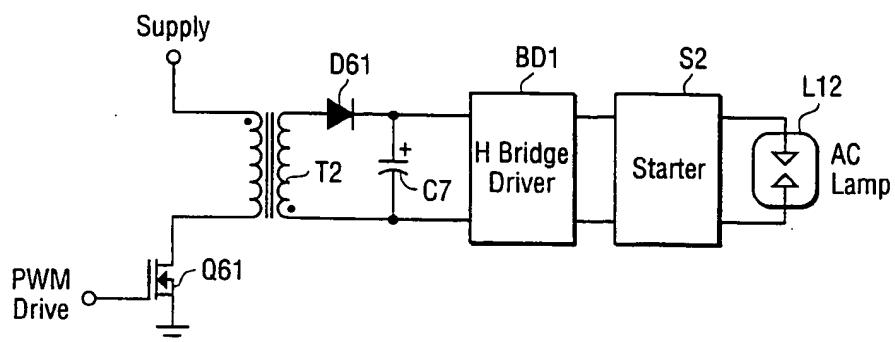 Supply
D61
BD1
S2
L12
+
T2
C7
H Bridge
Driver
Starter
AC
Lamp
Q61
PWM
Drive